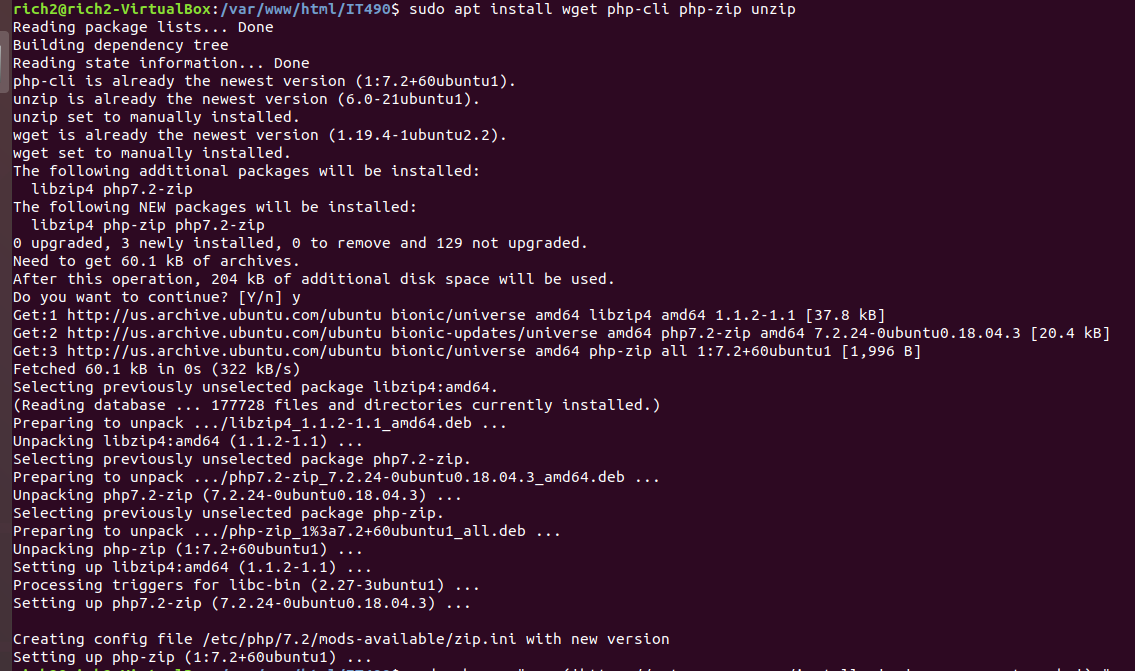 rich2@rich2-VirtualBox:/var/www/html/IT490$ sudo apt install wget php-cli php-zip unzip
Reading package lists... Done
Building dependency tree
Reading state information... Done
php-cli is already the newest version (1:7.2+60ubuntu1).
unzip is already the newest version (6.0-21ubuntu1).
unzip set to manually installed.
wget is already the newest version (1.19.4-1ubuntu2.2).
wget set to manually installed.
The following additional packages will be installed:
  libzip4 php7.2-zip
The following NEW packages will be installed:
  libzip4 php-zip php7.2-zip
0 upgraded, 3 newly installed, 0 to remove and 129 not upgraded.
Need to get 60.1 kB of archives.
After this operation, 204 kB of additional disk space will be used.
Do you want to continue? [Y/n] y
Get:1 http://us.archive.ubuntu.com/ubuntu bionic/universe amd64 libzip4 amd64 1.1.2-1.1 [37.8 kB]
Get:2 http://us.archive.ubuntu.com/ubuntu bionic-updates/universe amd64 php7.2-zip amd64 7.2.24-0ubuntu0.18.04.3 [20.4 kB]
Get:3 http://us.archive.ubuntu.com/ubuntu bionic/universe amd64 php-zip all 1:7.2+60ubuntu1 [1,996 B]
Fetched 60.1 kB in 0s (322 kB/s)
Selecting previously unselected package libzip4:amd64.
(Reading database ... 177728 files and directories currently installed.)
Preparing to unpack .../libzip4_1.1.2-1.1_amd64.deb ...
Unpacking libzip4:amd64 (1.1.2-1.1) ...
Selecting previously unselected package php7.2-zip.
Preparing to unpack .../php7.2-zip_7.2.24-0ubuntu0.18.04.3_amd64.deb ...
Unpacking php7.2-zip (7.2.24-0ubuntu0.18.04.3) ...
Selecting previously unselected package php-zip.
Preparing to unpack .../php-zip_1%3a7.2+60ubuntu1_all.deb ...
Unpacking php-zip (1:7.2+60ubuntu1) ...
Setting up libzip4:amd64 (1.1.2-1.1) ...
Processing triggers for libc-bin (2.27-3ubuntu1) ...
Setting up php7.2-zip (7.2.24-0ubuntu0.18.04.3) ...

Creating config file /etc/php/7.2/mods-available/zip.ini with new version
Setting up php-zip (1:7.2+60ubuntu1) ...